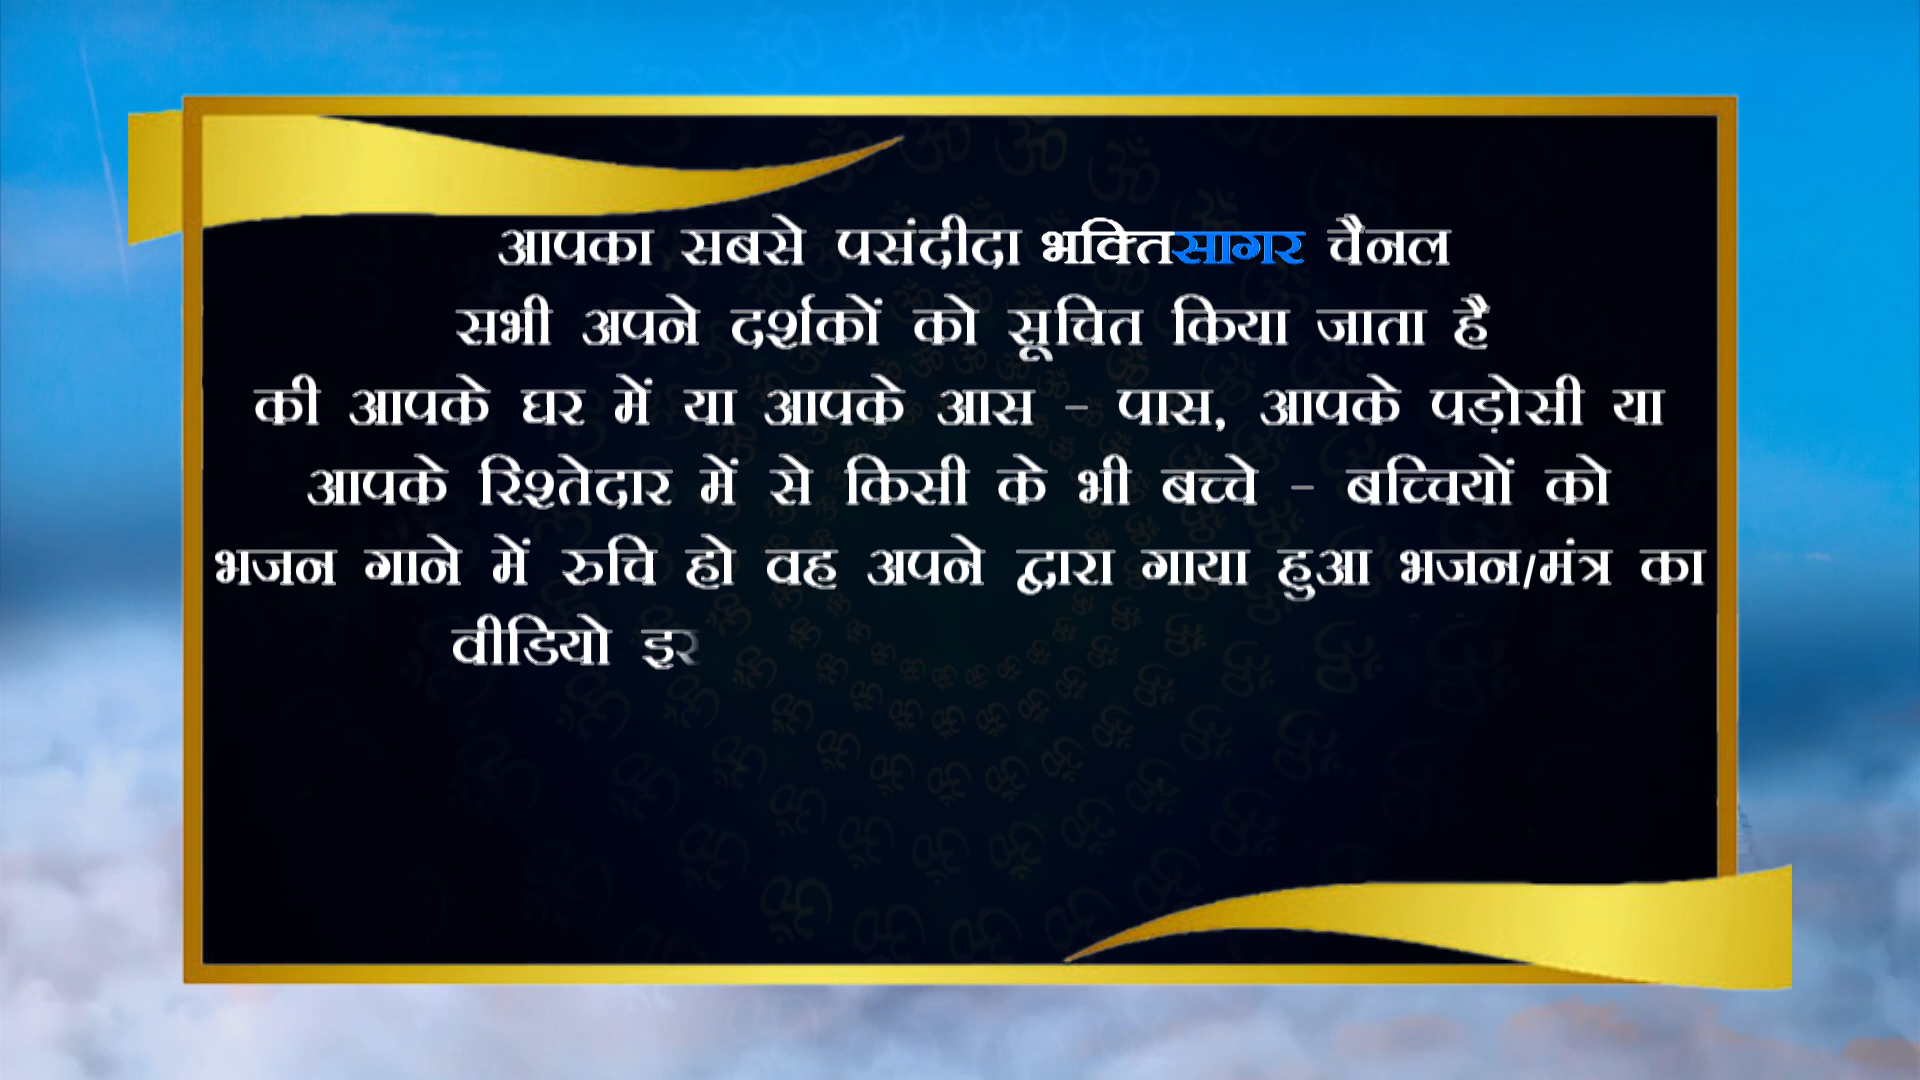 आपका सबसे पसंदीदा भक्तिसागर चैनल
सभी अपने दर्शकों को सूचित किया जाता है
की आपके घर में या आपके आस - पास, आपके पड़ोसी या
आपके रिश्तेदार में से किसी के भी बच्चे - बच्चियों को
भजन गाने में रुचि हो वह अपने द्वारा गाया हुआ भजन/मंत्र का
वीडियो